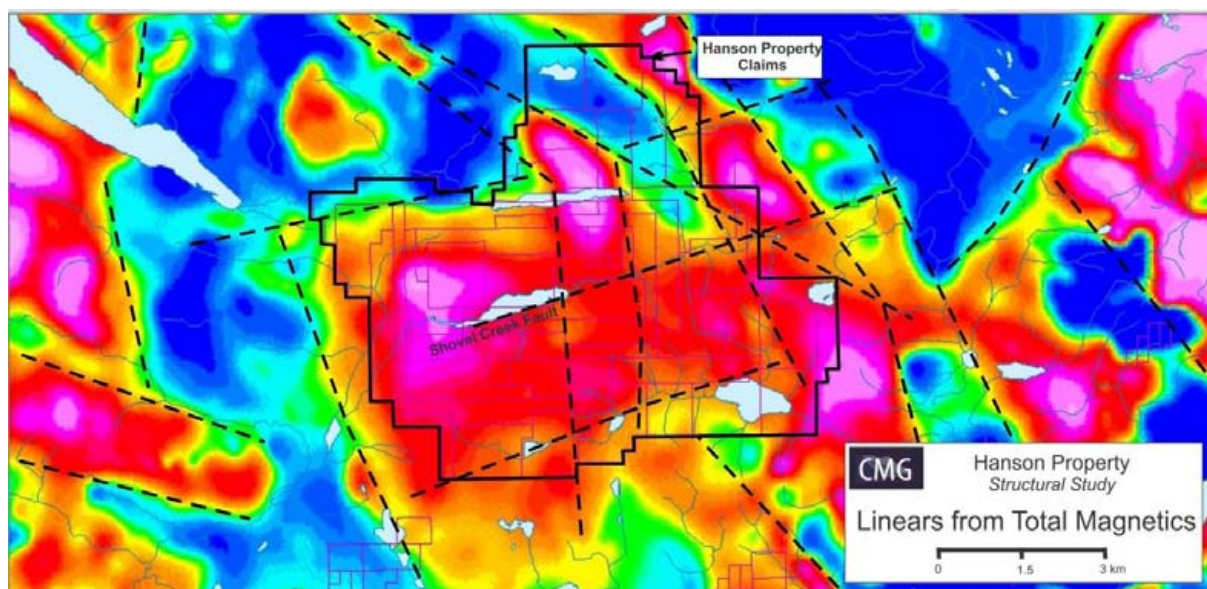 Hanson Property
Claims
Shovel Creek Fault
CMG
Hanson Property
Structural Study
Linears from Total Magnetics
0 1.5 3 km